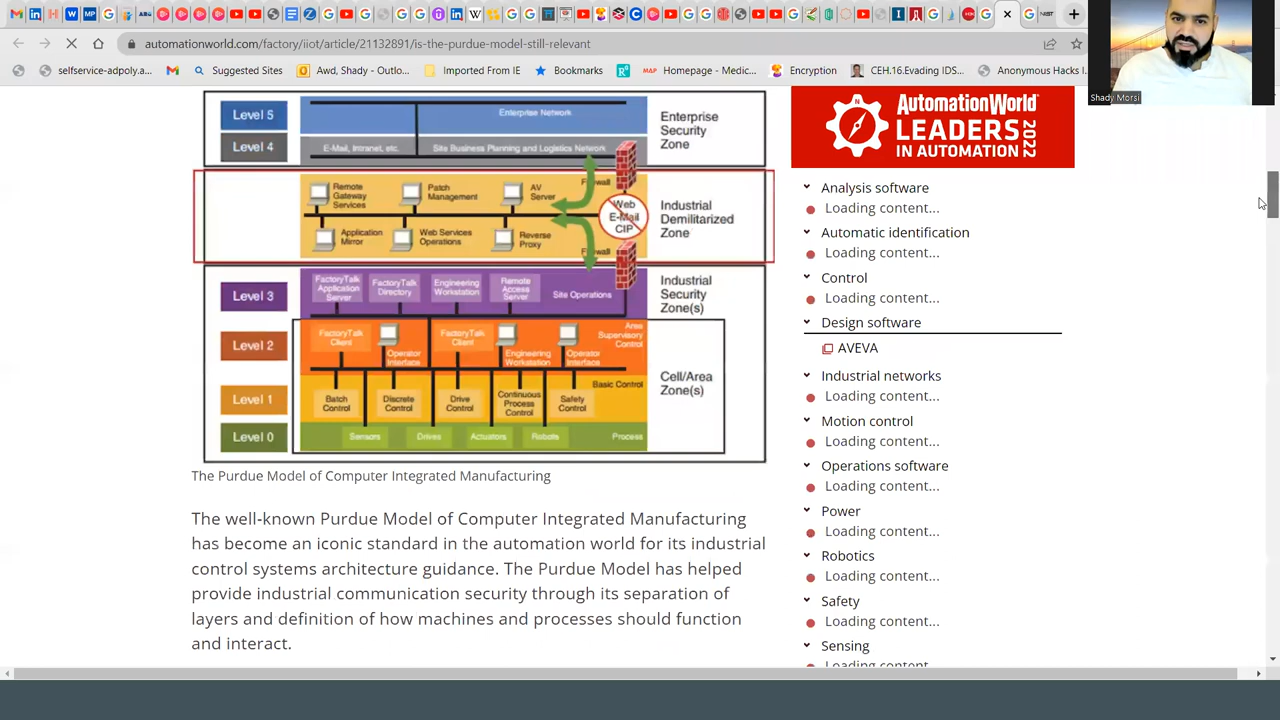 automationworld.com/factory/iiot/article/21132891/is-the-purdue-model-still-relevant
selfservice-adpoly.a...
Suggested Sites
Awd, Shady - Outlo...
Imported From IE
Bookmarks
Homepage - Medic...
Encryption
CEH.16.Evading IDS...
Anonymous Hacks I...
Shady Morsi
Level 5
Enterprise Network
Enterprise
Security
Zone
Level 4
E-Mail, Intranet, etc.
Site Business Planning and Logistics Network
Remote
Gateway
Services
Patch
Management
AV
Server
Firewall
Web
E-Mail
CIP
Industrial
Demilitarized
Zone
Application
Mirror
Web Services
Operations
Reverse
Proxy
Firewall
Level 3
FactoryTalk
Application
Server
FactoryTalk
Directory
Engineering
Workstation
Remote
Access
Server
Site Operations
Industrial
Security
Zone(s)
Level 2
FactoryTalk
Client
Operator
Interface
FactoryTalk
Client
Engineering
Workstation
Operator
Interface
Area
Supervisory
Control
Cell/Area
Zone(s)
Level 1
Batch
Control
Discrete
Control
Drive
Control
Continuous
Process
Control
Safety
Control
Basic Control
Level 0
Sensors
Drives
Actuators
Robots
Process
The Purdue Model of Computer Integrated Manufacturing
The well-known Purdue Model of Computer Integrated Manufacturing
has become an iconic standard in the automation world for its industrial
control systems architecture guidance. The Purdue Model has helped
provide industrial communication security through its separation of
layers and definition of how machines and processes should function
and interact.
AutomationWorld
LEADERS
IN AUTOMATION
2022
Analysis software
Loading content...
Automatic identification
Loading content...
Control
Loading content...
Design software
AVEVA
Industrial networks
Loading content...
Motion control
Loading content...
Operations software
Loading content...
Power
Loading content...
Robotics
Loading content...
Safety
Loading content...
Sensing
Loading content...